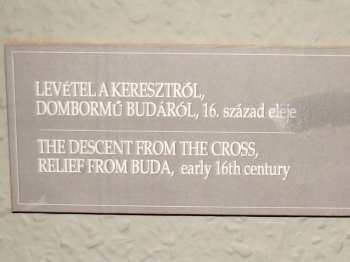 LEVÉTEL A KERESZTRŐL,
DOMBORMŰ BUDÁRÓL, 16. század eleje
THE DESCENT FROM THE CROSS,
RELIEF FROM BUDA, early 16th century